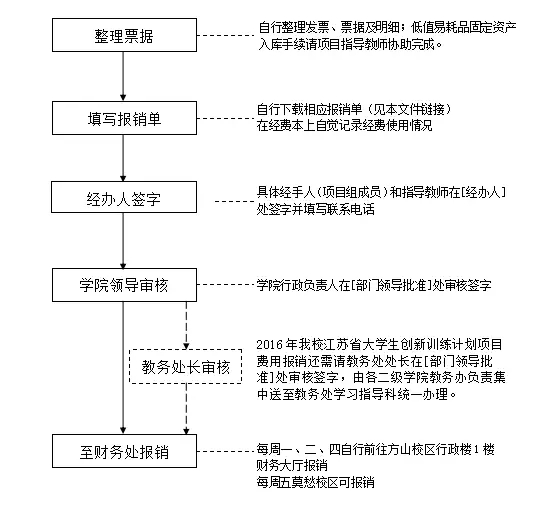 整理票据
自行整理发票、票据及明细；低值易耗品固定资产
入库手续请项目指导教师协助完成。
填写报销单
自行下载相应报销单（见本文件链接）
在经费本上自觉记录经费使用情况
经办人签字
具体经手人(项目组成员)和指导教师在[经办人]
处签字并填写联系电话
学院领导审核
学院行政负责人在[部门领导批准]处审核签字
教务处长审核
2016年我校江苏省大学生创新训练计划项目
费用报销还需请教务处处长在[部门领导批
准]处审核签字，由各二级学院教务办负责集
中送至教务处学习指导科统一办理。
至财务处报销
每周一、二、四自行前往方山校区行政楼1楼
财务大厅报销
每周五莫愁校区可报销